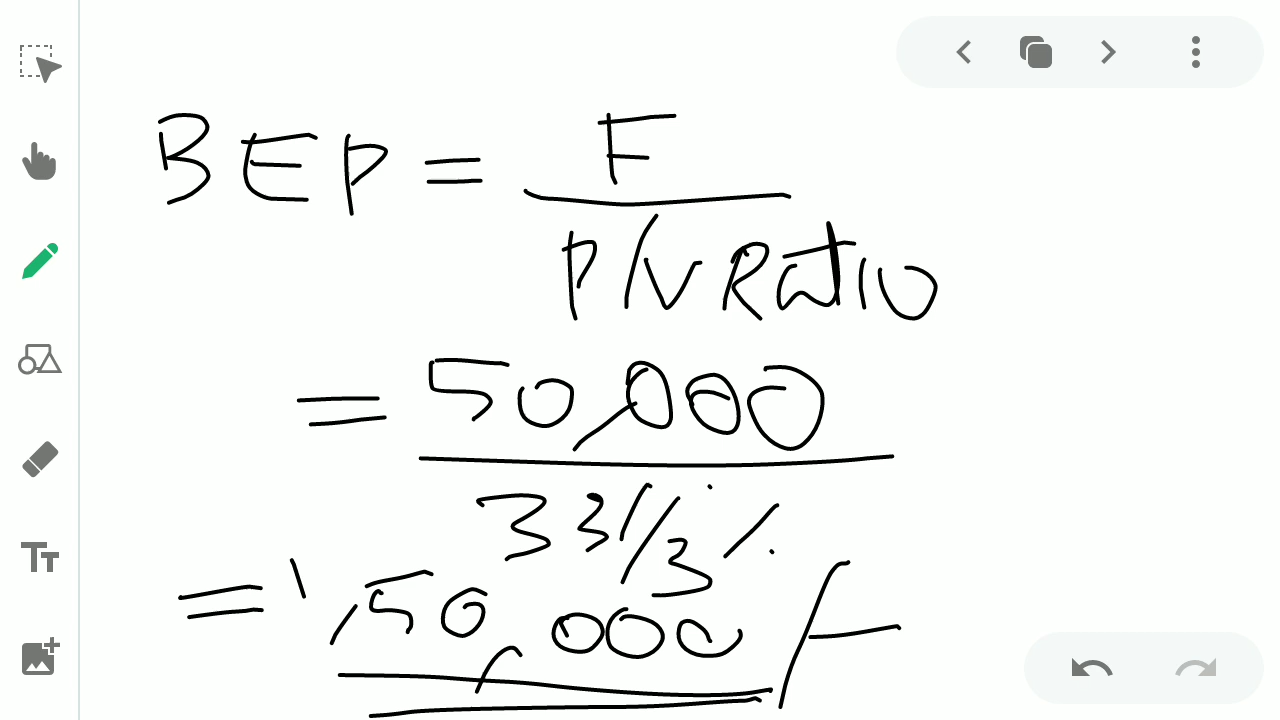 BEP = F
P/V Ratio
= 50,000
33 1/3 %
= 1,50,000/-